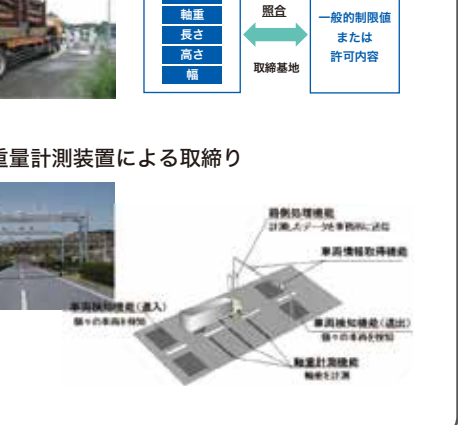 軸重
長さ
高さ
幅
照合
取締基地
一般的制限値
または
許可内容
重量計測装置による取締り
路側処理機能
計測したデータを事務所に送信
車両情報取得機能
車両検知機能（進入）
個々の車両を検知
車両検知機能（退出）
個々の車両を検知
軸重計測機能
軸重を計測